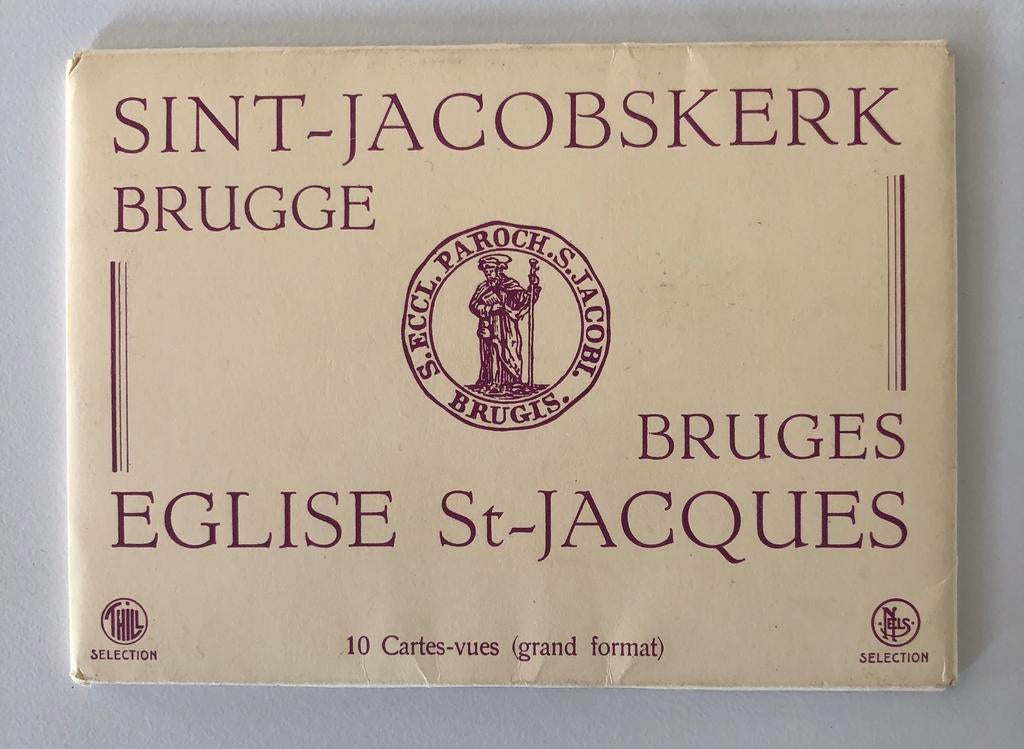 SINT-JACOBSKERK
BRUGGE
S. ECCL. PAROCH. S. JACOBI.
BRUGIS.
BRUGES
EGLISE St-JACQUES
THILL
SELECTION
10 Cartes-vues (grand format)
NELS
SELECTION